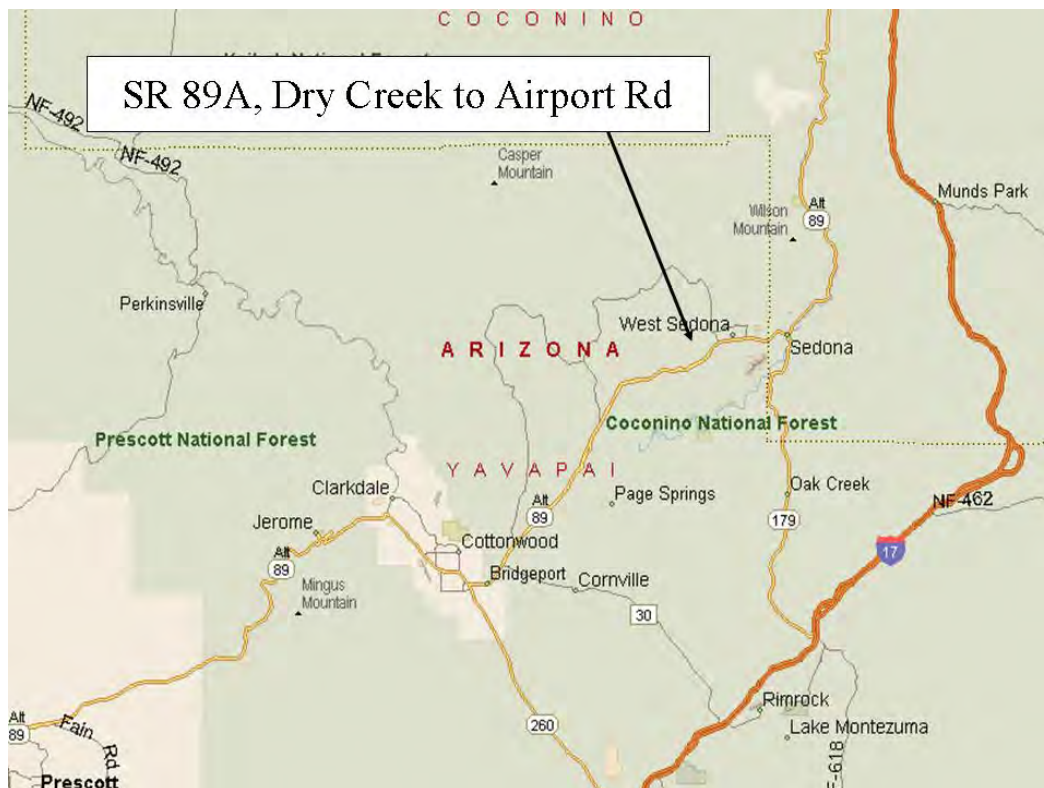 COCONINO
SR 89A, Dry Creek to Airport Rd
NF-492
NF-492
Casper
Mountain
Munds Park
Alt
89
Wilson
Mountain
Perkinsville
West Sedona
Sedona
ARIZONA
Coconino National Forest
Prescott National Forest
YAVAPAI
Clarkdale
Page Springs
Oak Creek
NF-462
Alt
89
179
Jerome
17
Cottonwood
Alt
89
Bridgeport
Cornville
Mingus
Mountain
30
Rimrock
Alt
89
Fain Rd
260
Lake Montezuma
F-618
Prescott